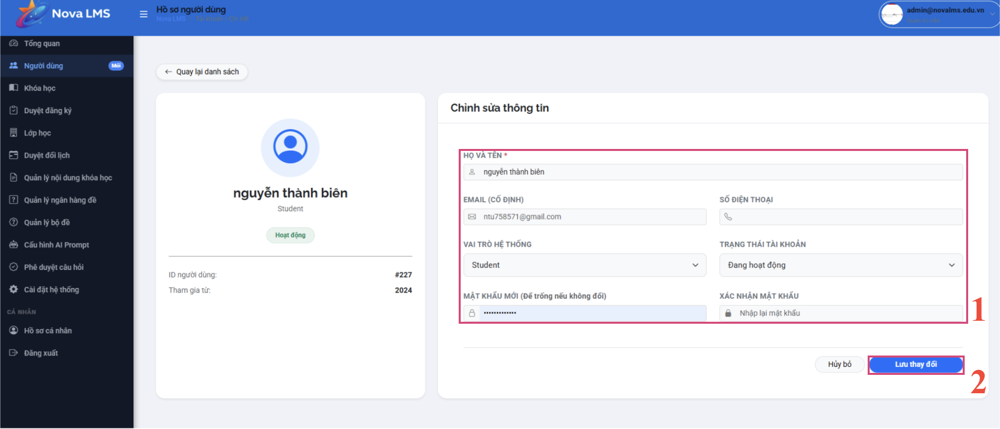 Nova LMS
Hồ sơ người dùng
Nova LMS / Tài khoản / Chi tiết
admin@novalms.edu.vn
Quản trị viên
Tổng quan
Người dùng
Mới
Khóa học
Duyệt đăng ký
Lớp học
Duyệt đổi lịch
Quản lý nội dung khóa học
Quản lý ngân hàng đề
Quản lý bộ đề
Cấu hình AI Prompt
Phê duyệt câu hỏi
Cài đặt hệ thống
CÁ NHÂN
Hồ sơ cá nhân
Đăng xuất
Quay lại danh sách
nguyễn thành biên
Student
Hoạt động
ID người dùng: #227
Tham gia từ: 2024
Chỉnh sửa thông tin
HỌ VÀ TÊN *
nguyễn thành biên
EMAIL (CỐ ĐỊNH)
SỐ ĐIỆN THOẠI
ntu758571@gmail.com
VAI TRÒ HỆ THỐNG
TRẠNG THÁI TÀI KHOẢN
Student
Đang hoạt động
MẬT KHẨU MỚI (Để trống nếu không đổi)
XÁC NHẬN MẬT KHẨU
•••••••••••••
Nhập lại mật khẩu
1
Hủy bỏ
Lưu thay đổi
2